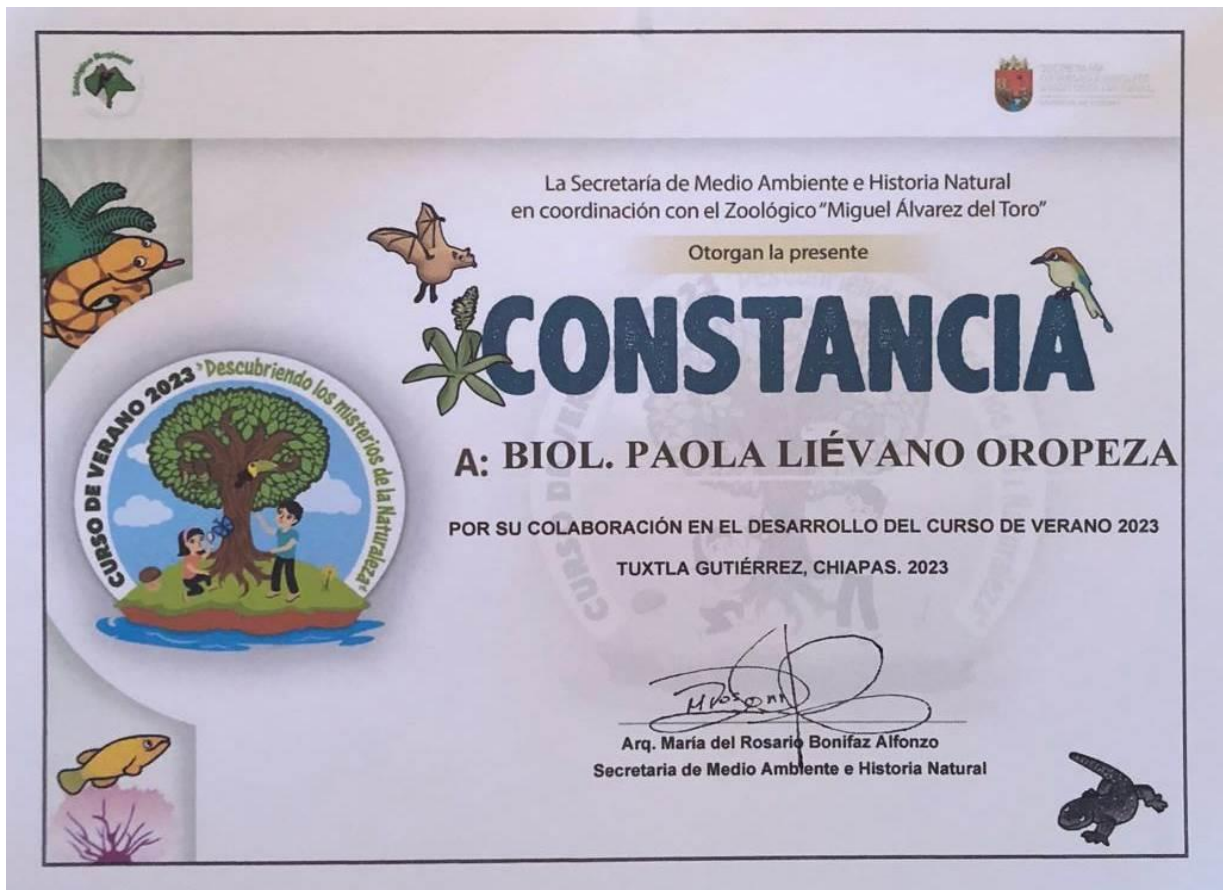 Zoológico Regional
La Secretaría de Medio Ambiente e Historia Natural
en coordinación con el Zoológico "Miguel Álvarez del Toro"
Otorgan la presente
CONSTANCIA
CURSO DE VERANO 2023 "Descubriendo los misterios de la Naturaleza"
A: BIOL. PAOLA LIÉVANO OROPEZA
POR SU COLABORACIÓN EN EL DESARROLLO DEL CURSO DE VERANO 2023
TUXTLA GUTIÉRREZ, CHIAPAS. 2023
Arq. María del Rosario Bonifaz Alfonzo
Secretaria de Medio Ambiente e Historia Natural